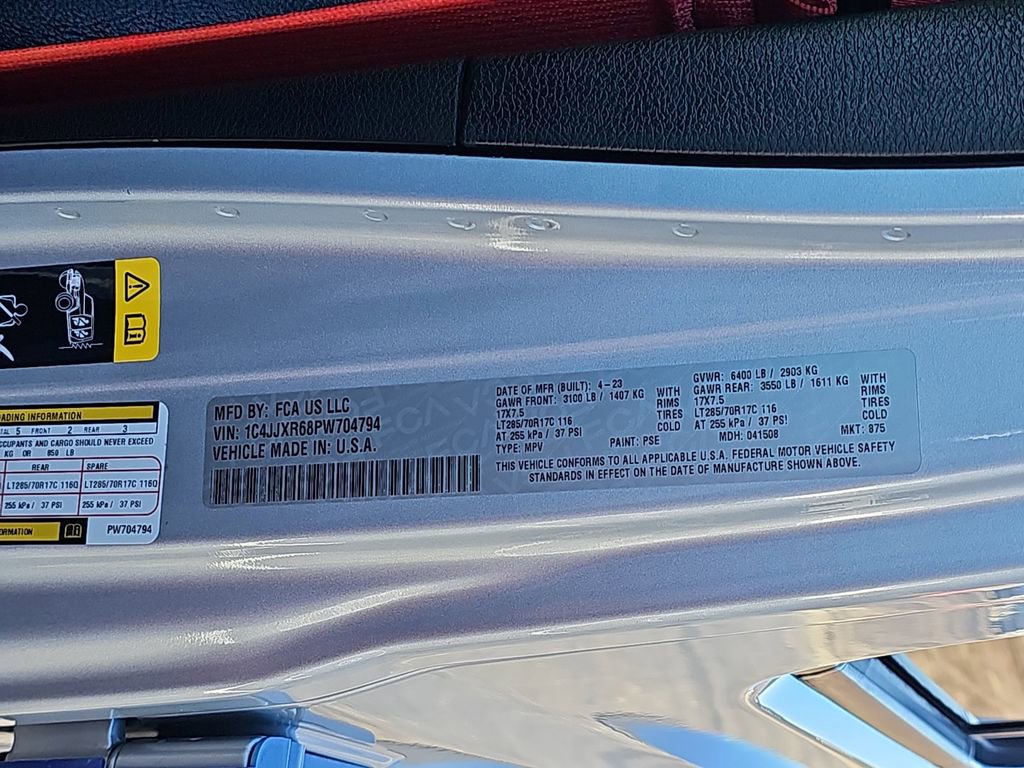 MFD BY: FCA US LLC
VIN: 1C4JJXR68PW704794
VEHICLE MADE IN: U.S.A.
DATE OF MFR (BUILT): 4-23
GAWR FRONT: 3100 LB / 1407 KG WITH
17X7.5 RIMS
LT285/70R17C 116 TIRES
AT 255 kPa / 37 PSI COLD
TYPE: MPV PAINT: PSE
GVWR: 6400 LB / 2903 KG
GAWR REAR: 3550 LB / 1611 KG WITH
17X7.5 RIMS
LT285/70R17C 116 TIRES
AT 255 kPa / 37 PSI COLD
MDH: 041508 MKT: 875
THIS VEHICLE CONFORMS TO ALL APPLICABLE U.S.A. FEDERAL MOTOR VEHICLE SAFETY
STANDARDS IN EFFECT ON THE DATE OF MANUFACTURE SHOWN ABOVE.
LOADING INFORMATION
5 FRONT 2 REAR 3
CCUPANTS AND CARGO SHOULD NEVER EXCEED
KG OR 850 LB
REAR SPARE
LT285/70R17C 116Q LT285/70R17C 116Q
255 kPa / 37 PSI 255 kPa / 37 PSI
ORMATION PW704794